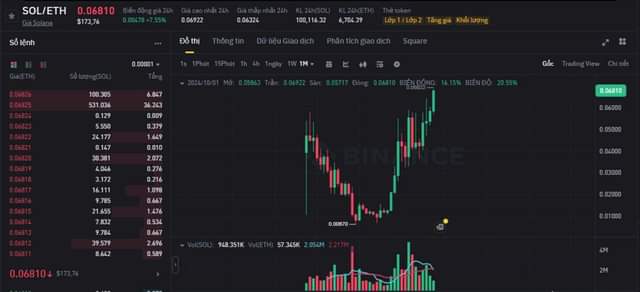 SOL/ETH
Giá Solana
0.06810
$173,76
Biến động giá 24h
0.00478 +7.55%
Giá cao nhất 24h
0.06922
Giá thấp nhất 24h
0.06324
KL 24h(SOL)
100,116.32
KL 24h(ETH)
6,704.39
Thẻ token
Lớp 1 / Lớp 2 Tăng giá Khối lượng
Sổ lệnh
0.00001
Giá(ETH) Số lượng(SOL) Tổng
0.06826 100.305 6.847
0.06825 531.036 36.243
0.06824 0.129 0.009
0.06823 5.550 0.379
0.06822 24.177 1.649
0.06821 0.147 0.010
0.06820 30.381 2.072
0.06819 4.046 0.276
0.06818 3.172 0.216
0.06817 16.111 1.098
0.06816 9.785 0.667
0.06815 21.655 1.476
0.06814 7.832 0.534
0.06813 9.784 0.667
0.06812 39.579 2.696
0.06811 8.642 0.589
0.06810↓ $173,76
Đồ thị Thông tin Dữ liệu Giao dịch Phân tích giao dịch Square
1s 1Phút 15Phút 1h 4h 1ngày 1W 1M
Gốc Trading View Chi tiết
2024/10/01 Mở: 0.05863 Trần: 0.06922 Sàn: 0.05717 Đóng: 0.06810 BIẾN ĐỘNG: 16.15% BIÊN ĐỘ: 20.55%
0.06922
0.06810
0.06000
0.05000
0.04000
0.03000
0.02000
0.01000
BINANCE
0.00670
Vol(SOL): 948.351K Vol(ETH) 57.345K 2.054M 2.217M
4M
2M